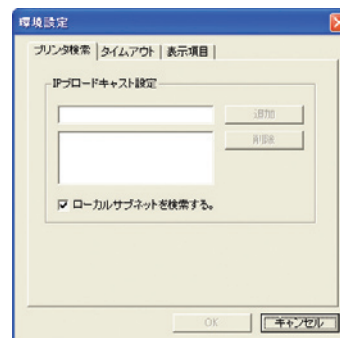 環境設定
プリンタ検索 タイムアウト 表示項目
IPブロードキャスト設定
追加
削除
ローカルサブネットを検索する。
OK キャンセル